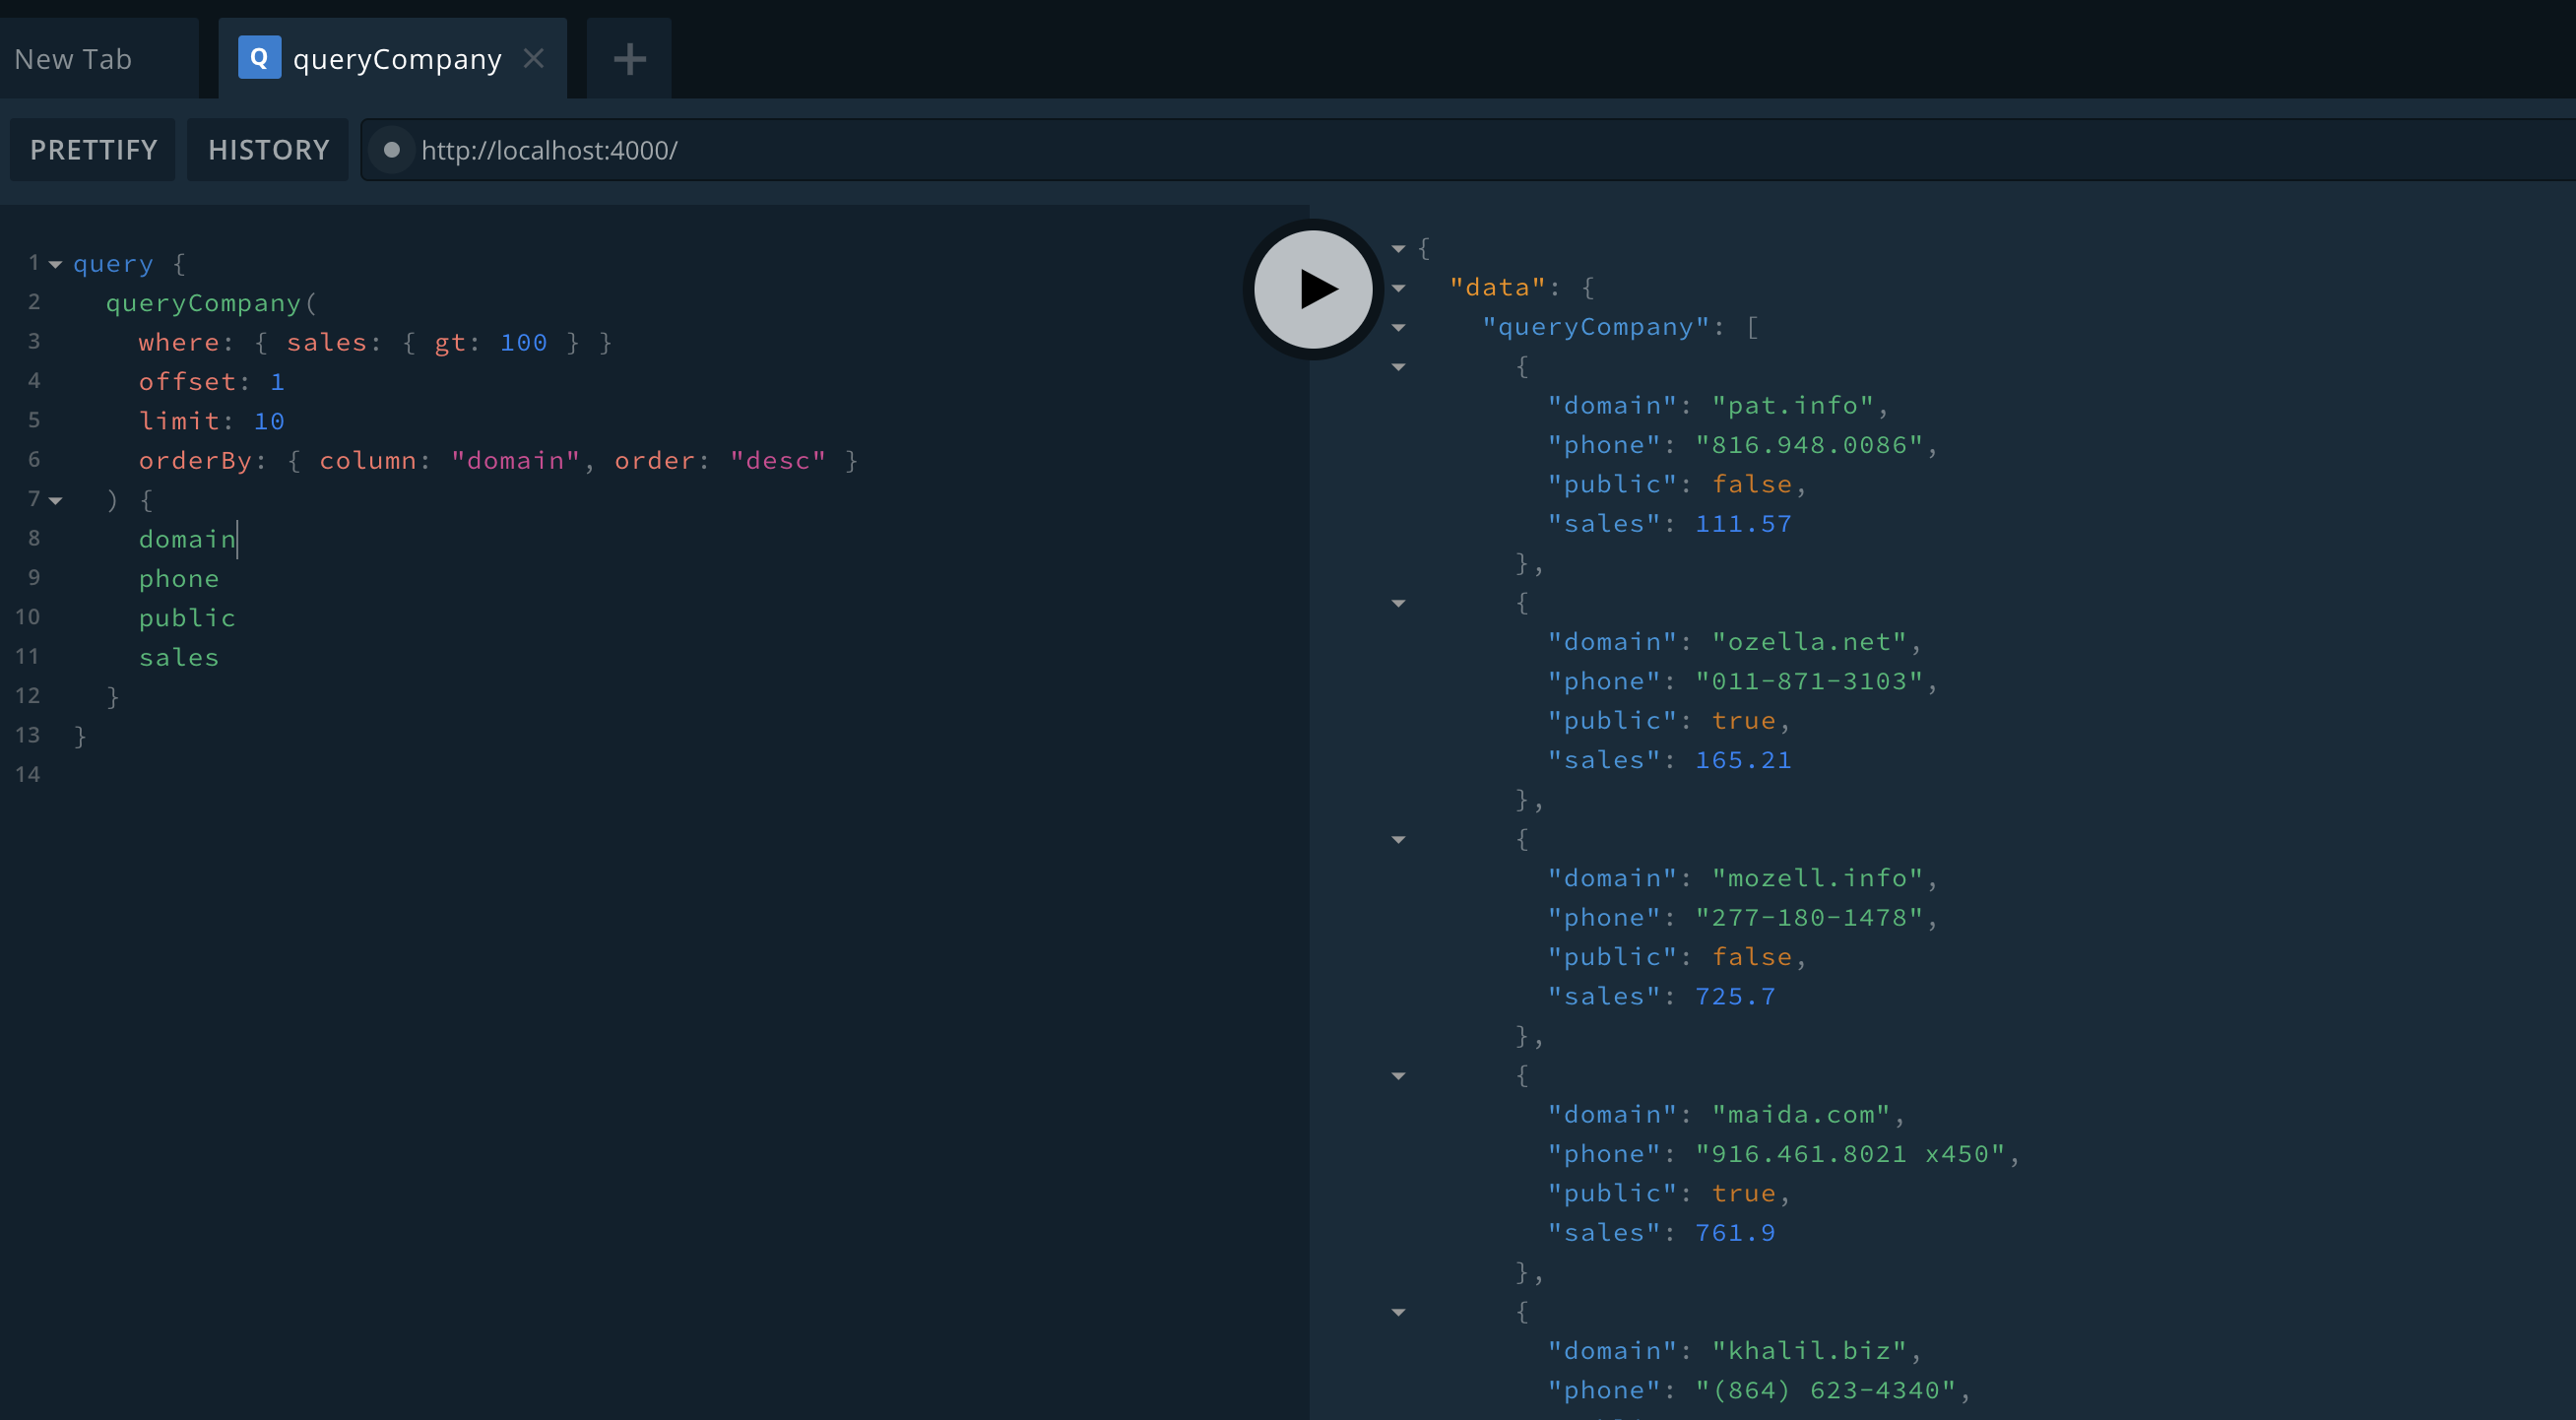 New Tab
Q queryCompany
PRETTIFY HISTORY http://localhost:4000/
1 query {
2 queryCompany(
3 where: { sales: { gt: 100 } }
4 offset: 1
5 limit: 10
6 orderBy: { column: "domain", order: "desc" }
7 ) {
8 domain
9 phone
10 public
11 sales
12 }
13 }
14
{
"data": {
"queryCompany": [
{
"domain": "pat.info",
"phone": "816.948.0086",
"public": false,
"sales": 111.57
},
{
"domain": "ozella.net",
"phone": "011-871-3103",
"public": true,
"sales": 165.21
},
{
"domain": "mozell.info",
"phone": "277-180-1478",
"public": false,
"sales": 725.7
},
{
"domain": "maida.com",
"phone": "916.461.8021 x450",
"public": true,
"sales": 761.9
},
{
"domain": "khalil.biz",
"phone": "(864) 623-4340",